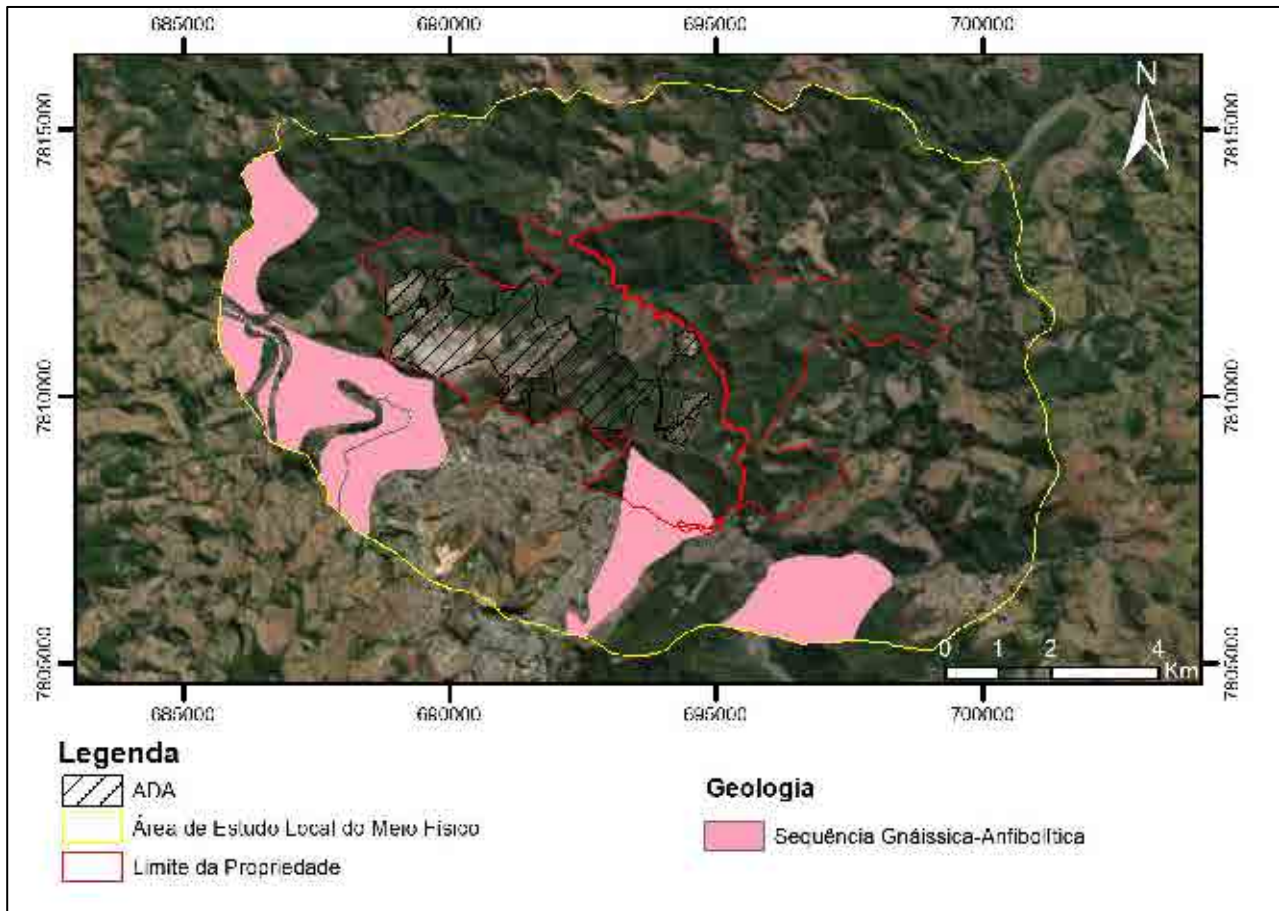 685000 690000 695000 700000
N
7815000 7815000
7810000 7810000
7805000 7805000
0 1 2 4
Km
685000 690000 695000 700000
Legenda
ADA
Área de Estudo Local do Meio Físico
Limite da Propriedade
Geologia
Sequência Gnáissica-Anfibolítica